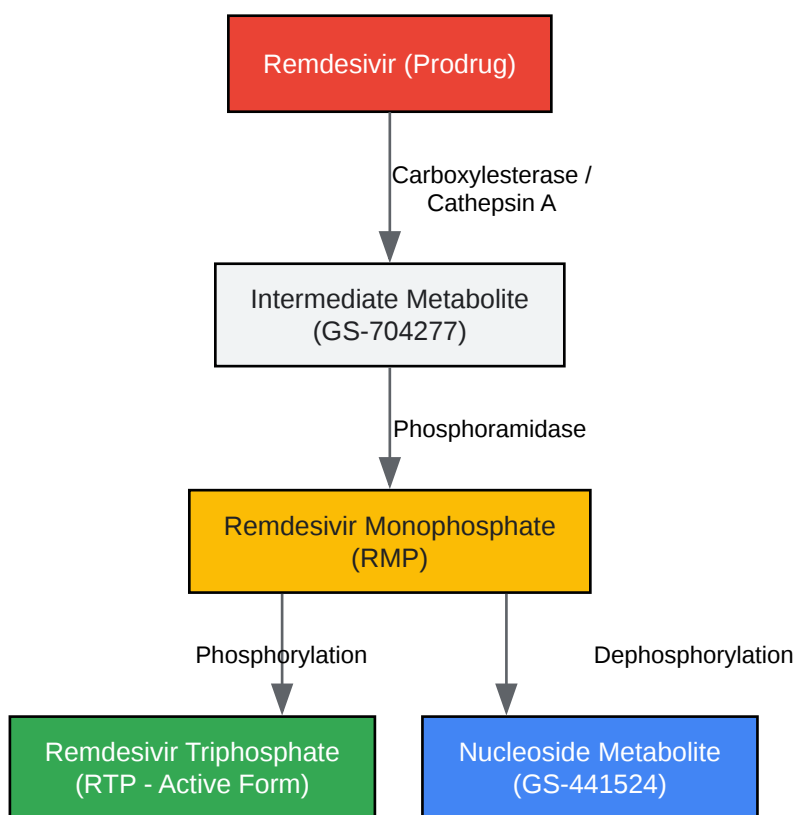 Remdesivir (Prodrug)
Carboxylesterase /
Cathepsin A
Intermediate Metabolite
(GS-704277)
Phosphoramidase
Remdesivir Monophosphate
(RMP)
Phosphorylation
Dephosphorylation
Remdesivir Triphosphate
(RTP - Active Form)
Nucleoside Metabolite
(GS-441524)